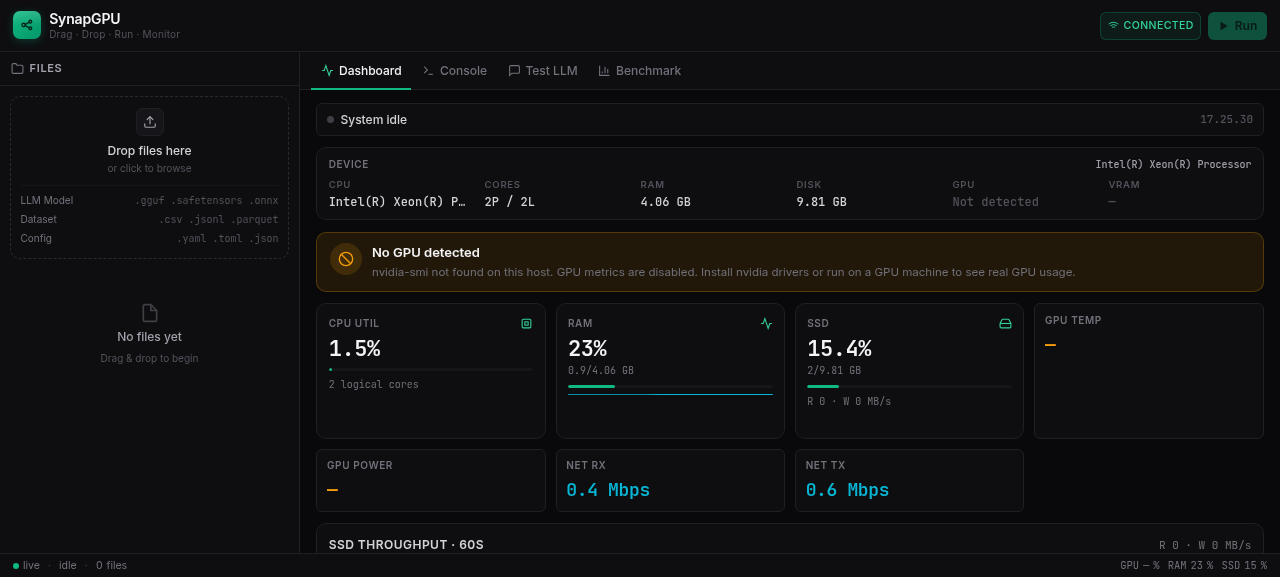 SynapGPU
Drag · Drop · Run · Monitor
CONNECTED
Run
FILES
Drop files here
or click to browse
LLM Model .gguf .safetensors .onnx
Dataset .csv .jsonl .parquet
Config .yaml .toml .json
No files yet
Drag & drop to begin
Dashboard Console Test LLM Benchmark
System idle 17.25.30
DEVICE Intel(R) Xeon(R) Processor
CPU CORES RAM DISK GPU VRAM
Intel(R) Xeon(R) P… 2P / 2L 4.06 GB 9.81 GB Not detected —
No GPU detected
nvidia-smi not found on this host. GPU metrics are disabled. Install nvidia drivers or run on a GPU machine to see real GPU usage.
CPU UTIL
1.5%
2 logical cores
RAM
23%
0.9/4.06 GB
SSD
15.4%
2/9.81 GB
R 0 · W 0 MB/s
GPU TEMP
—
GPU POWER
—
NET RX
0.4 Mbps
NET TX
0.6 Mbps
SSD THROUGHPUT · 60S R 0 · W 0 MB/s
live · idle · 0 files GPU — % RAM 23 % SSD 15 %